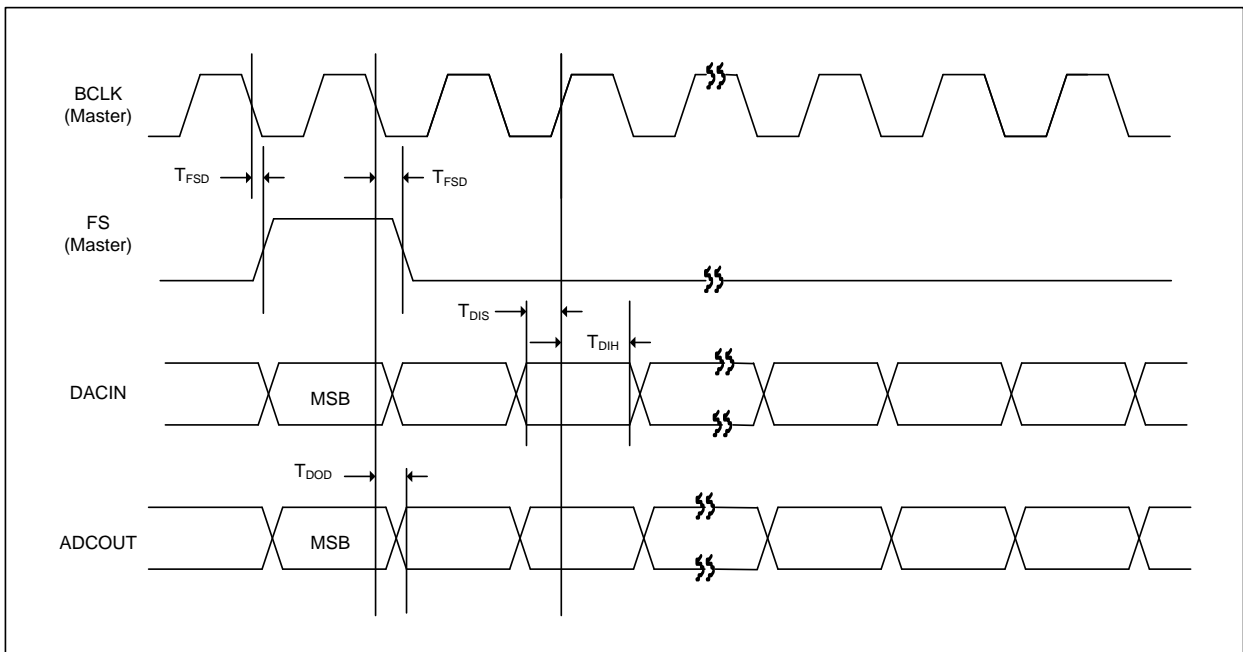 BCLK
(Master)
TFSD
TFSD
FS
(Master)
TDIS
TDIH
DACIN
MSB
TDOD
ADCOUT
MSB